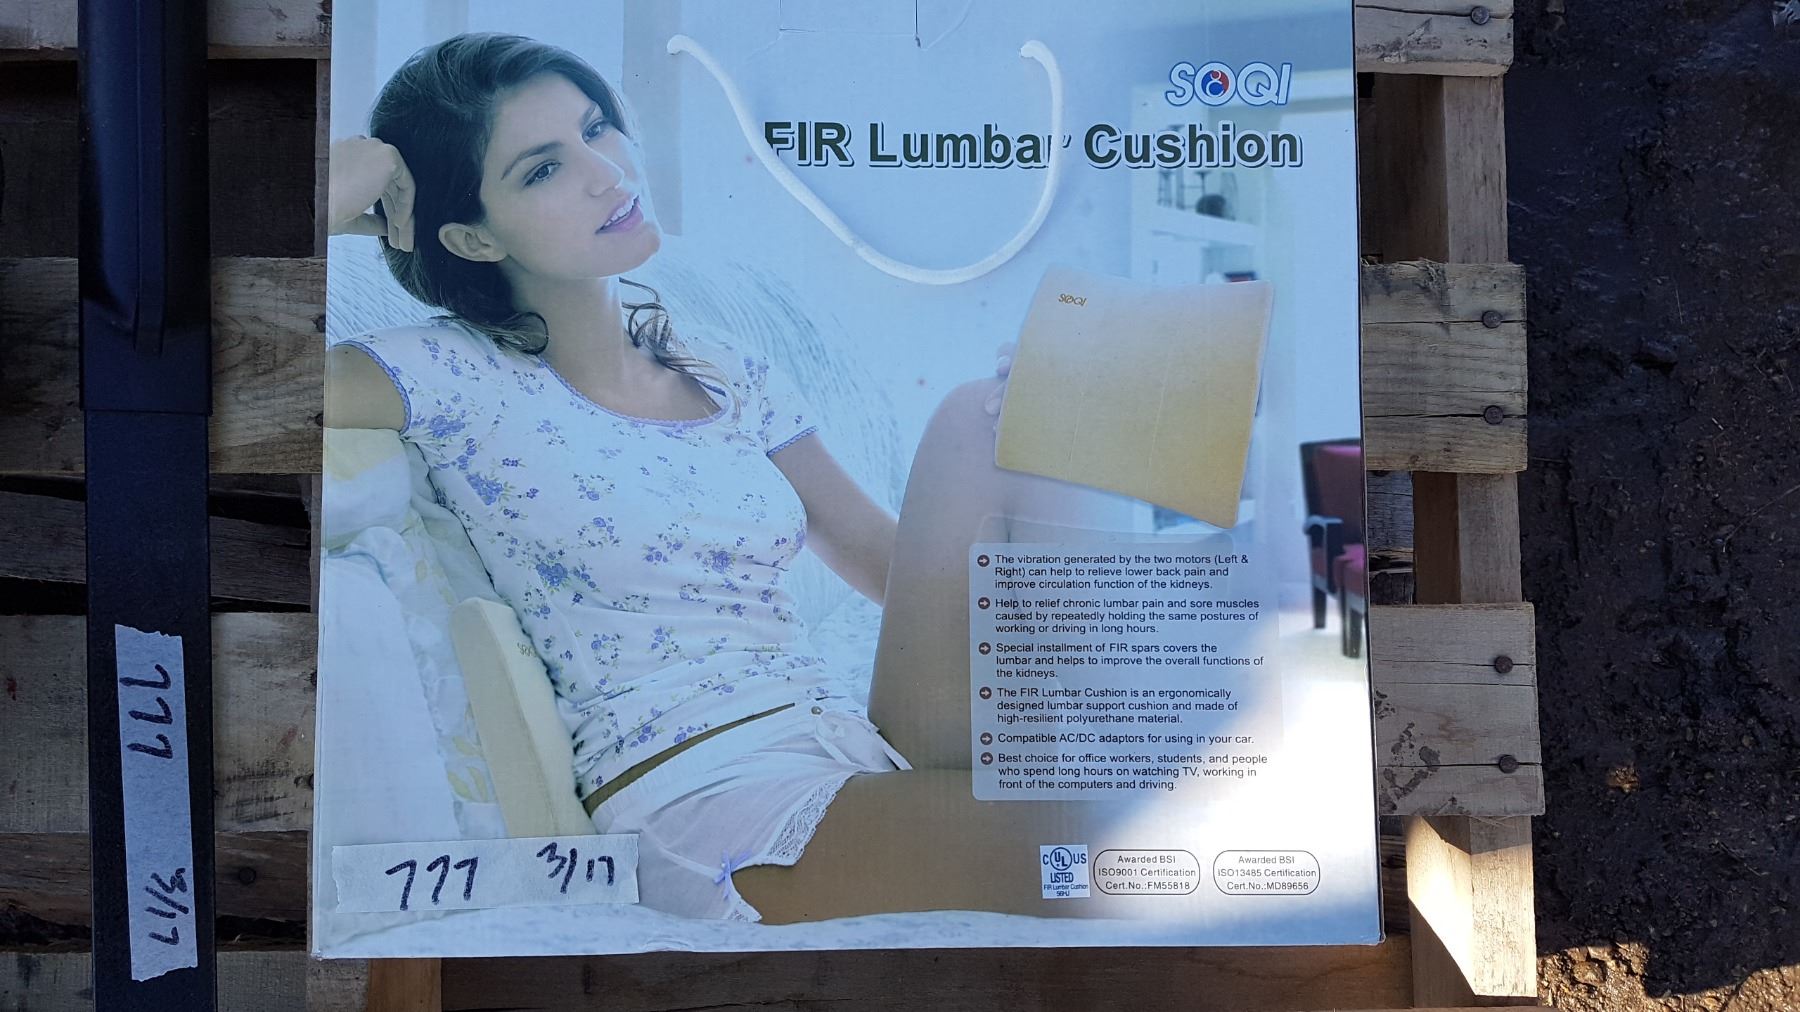 SOQI
FIR Lumbar Cushion
SOQI
The vibration generated by the two motors (Left &
Right) can help to relieve lower back pain and
improve circulation function of the kidneys.
Help to relief chronic lumbar pain and sore muscles
caused by repeatedly holding the same postures of
working or driving in long hours.
Special installment of FIR spars covers the
lumbar and helps to improve the overall functions of
the kidneys.
The FIR Lumbar Cushion is an ergonomically
designed lumbar support cushion and made of
high-resilient polyurethane material.
Compatible AC/DC adaptors for using in your car.
Best choice for office workers, students, and people
who spend long hours on watching TV, working in
front of the computers and driving.
777 3/17
777 3/17
C UL US
LISTED
FIR Lumbar Cushion
Awarded BSI
ISO9001 Certification
Cert.No.:FM55818
Awarded BSI
ISO13485 Certification
Cert.No.:MD89656